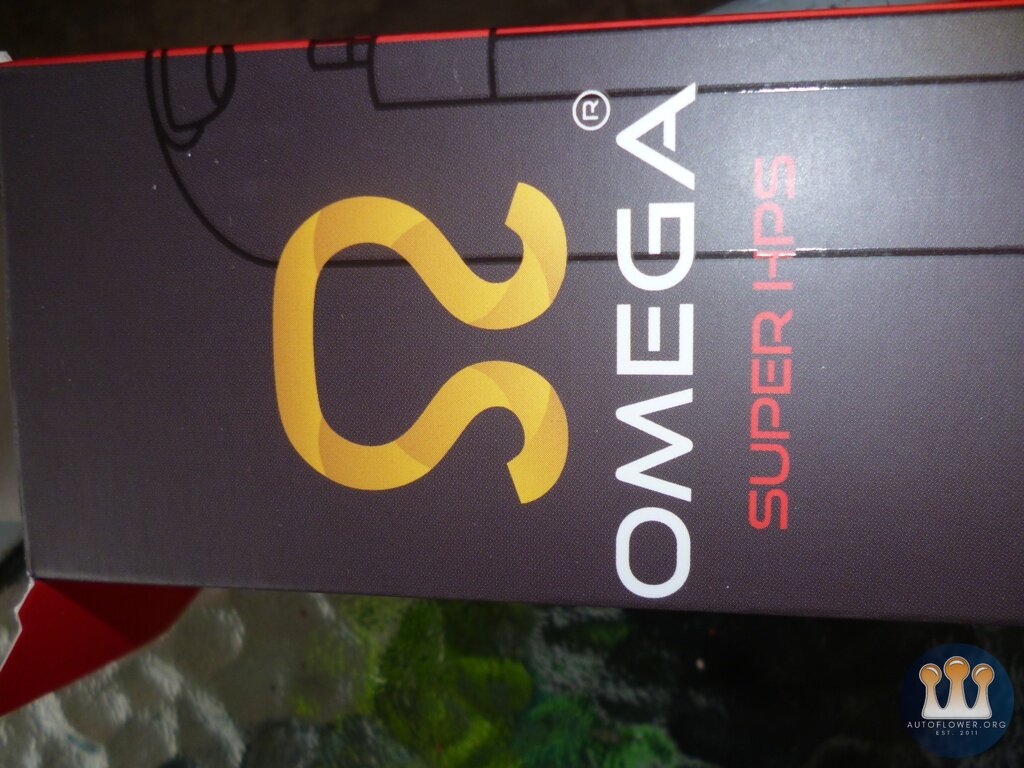 OMEGA®
SUPER HPS
AUTOFLOWER.ORG
EST. 2011